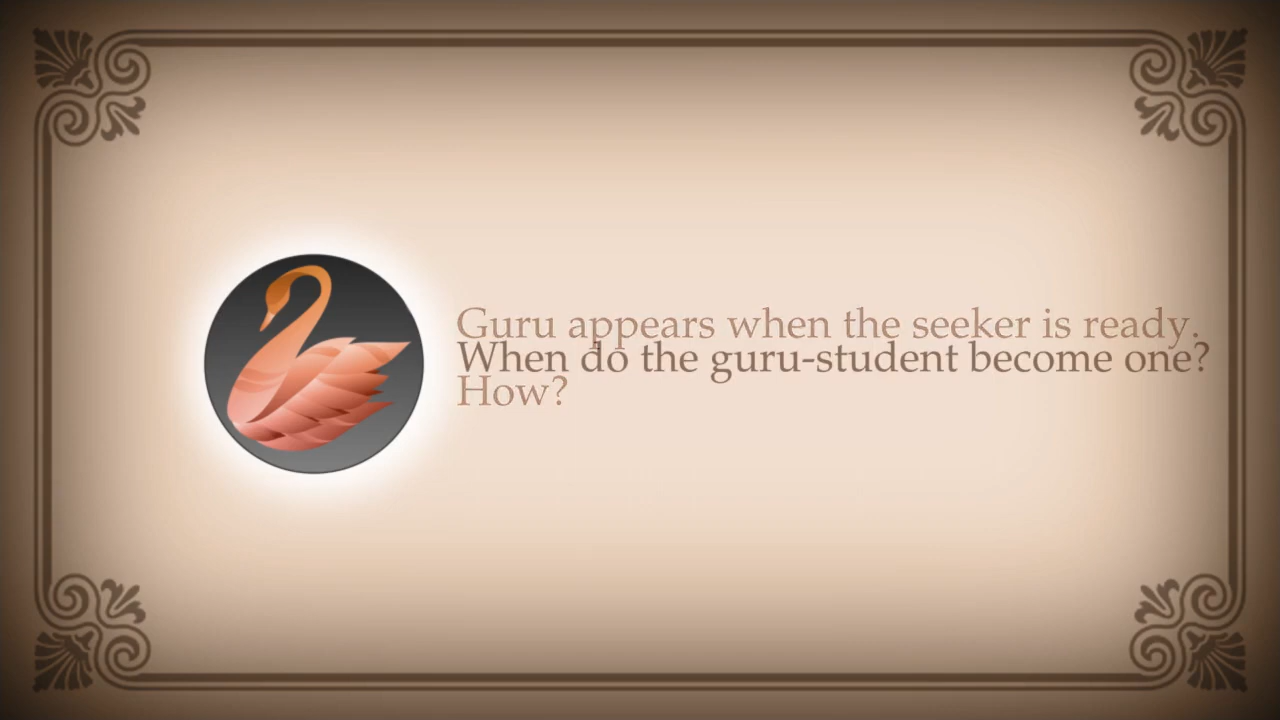 Guru appears when the seeker is ready.
When do the guru-student become one?
How?